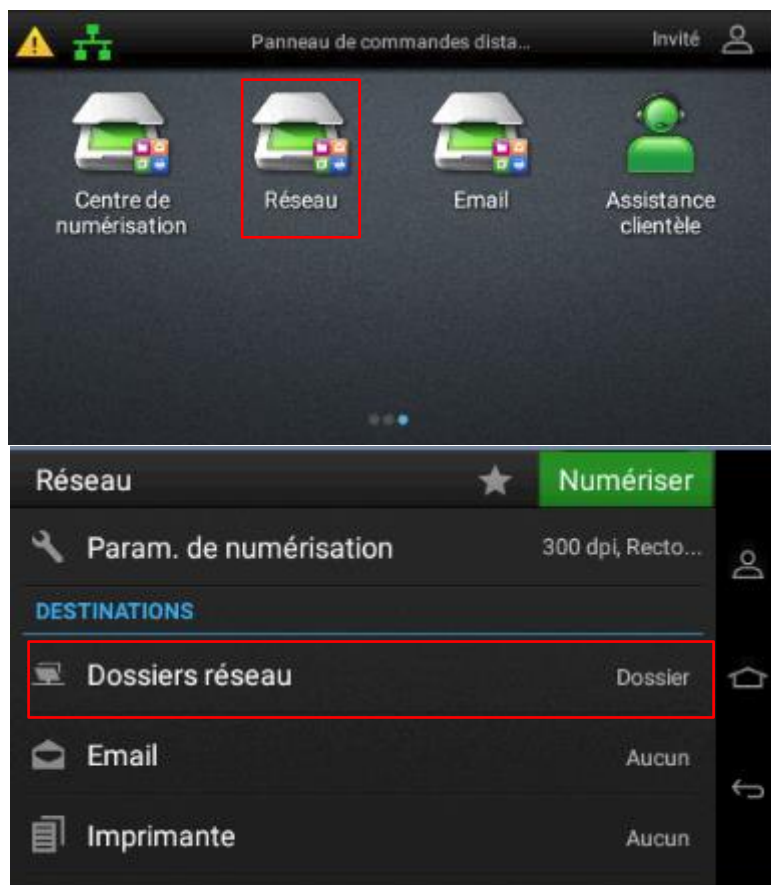 Panneau de commandes dista...
Invité
Centre de
numérisation
Réseau
Email
Assistance
clientèle
Réseau
Numériser
Param. de numérisation
300 dpi, Recto...
DESTINATIONS
Dossiers réseau
Dossier
Email
Aucun
Imprimante
Aucun